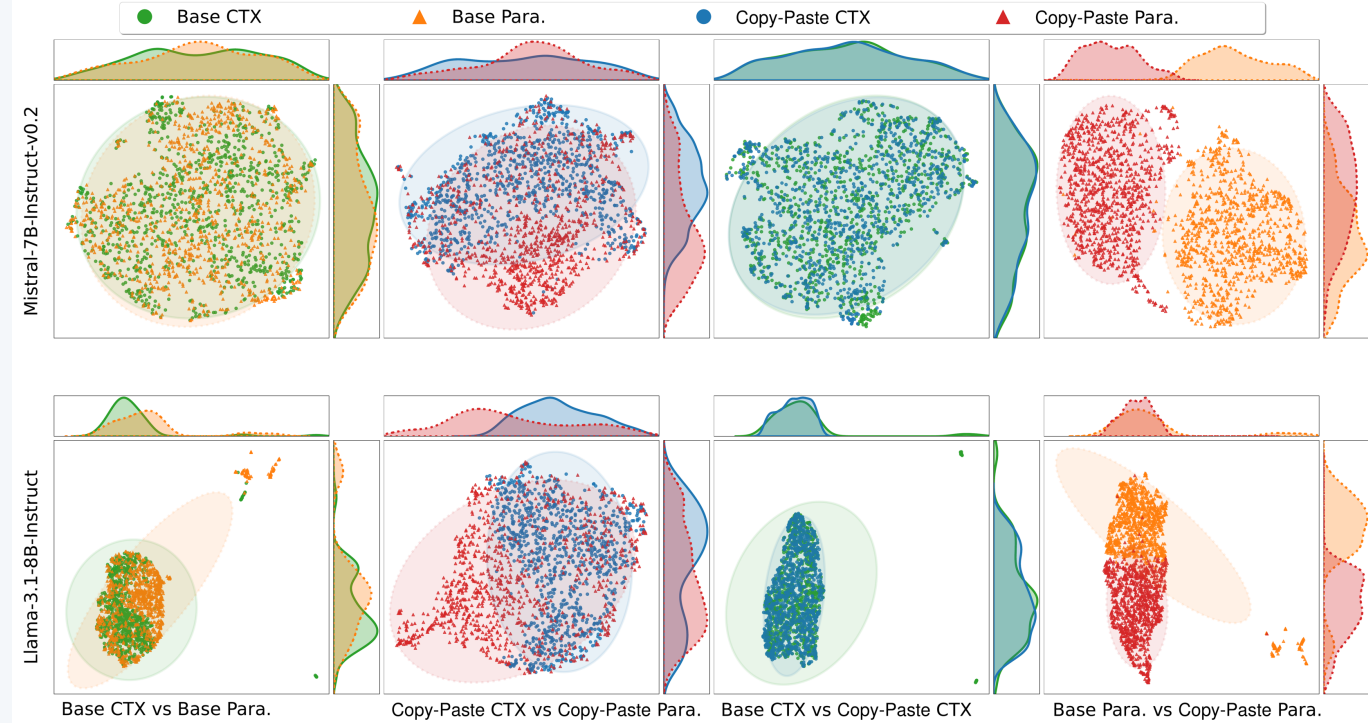 Base CTX
Base Para.
Copy-Paste CTX
Copy-Paste Para.
Mistral-7B-Instruct-v0.2
Llama-3.1-8B-Instruct
Base CTX vs Base Para.
Copy-Paste CTX vs Copy-Paste Para.
Base CTX vs Copy-Paste CTX
Base Para. vs Copy-Paste Para.